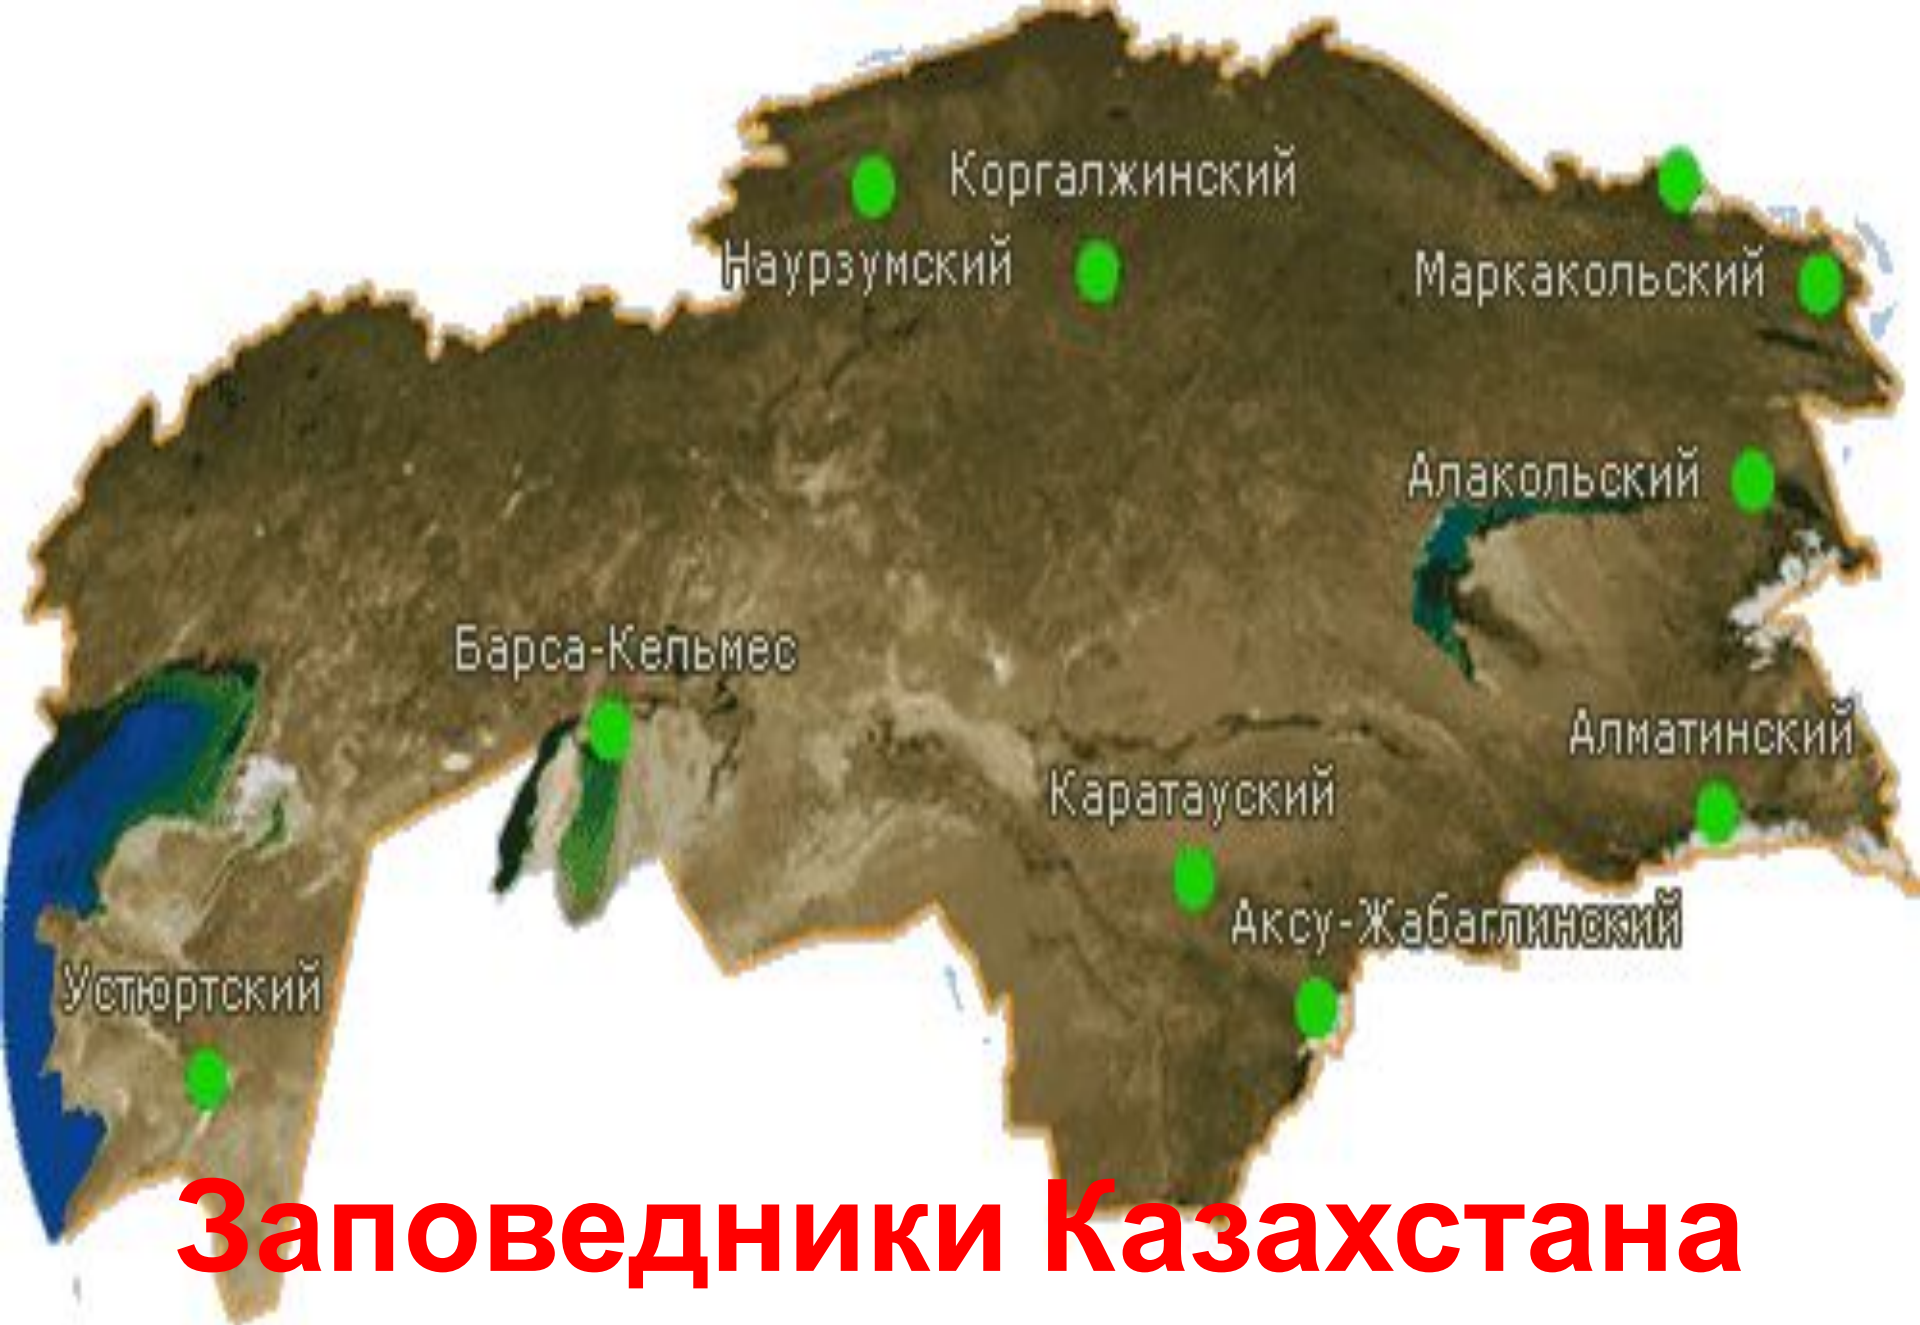 Коргалжинский
Наурзумский
Маркакольский
Алакольский
Барса-Кельмес
Алматинский
Каратауский
Аксу-Жабаглинский
Устюртский
Заповедники Казахстана